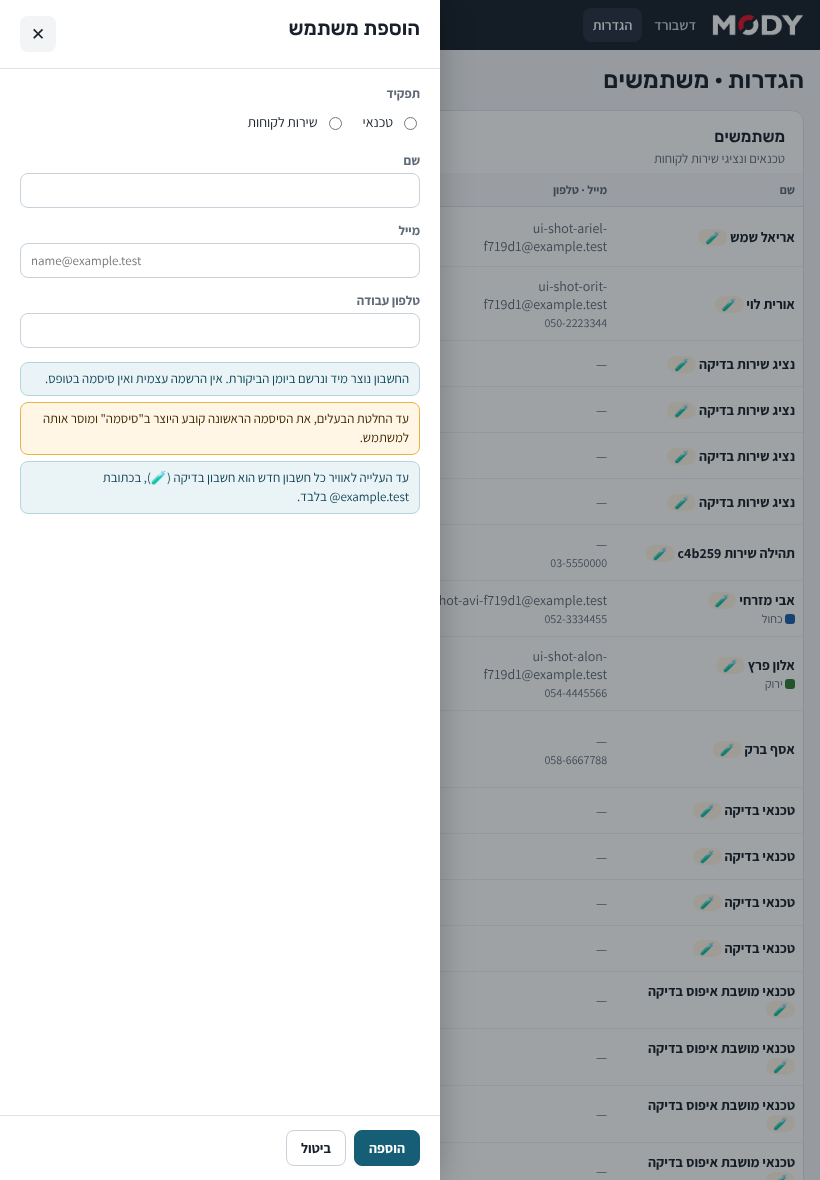 MODY
דשבורד
הגדרות
הגדרות • משתמשים
משתמשים
טכנאים ונציגי שירות לקוחות
שם
מייל · טלפון
אריאל שמש
ui-shot-ariel-
f719d1@example.test
אורית לוי
ui-shot-orit-
f719d1@example.test
050-2223344
נציג שירות בדיקה
—
נציג שירות בדיקה
—
נציג שירות בדיקה
—
נציג שירות בדיקה
—
תהילה שירות c4b259
—
03-5550000
אבי מזרחי
כחול
hot-avi-f719d1@example.test
052-3334455
אלון פרץ
ירוק
ui-shot-alon-
f719d1@example.test
054-4445566
אסף ברק
—
058-6667788
טכנאי בדיקה
—
טכנאי בדיקה
—
טכנאי בדיקה
—
טכנאי בדיקה
—
טכנאי מושבת איפוס בדיקה
—
טכנאי מושבת איפוס בדיקה
—
טכנאי מושבת איפוס בדיקה
—
טכנאי מושבת איפוס בדיקה
—
הוספת משתמש
✕
תפקיד
טכנאי
שירות לקוחות
שם
מייל
name@example.test
טלפון עבודה
החשבון נוצר מיד ונרשם ביומן הביקורת. אין הרשמה עצמית ואין סיסמה בטופס.
עד החלטת הבעלים, את הסיסמה הראשונה קובע היוצר ב"סיסמה" ומוסר אותה
למשתמש.
עד העלייה לאוויר כל חשבון חדש הוא חשבון בדיקה (🧪), בכתובת
@example.test בלבד.
הוספה
ביטול